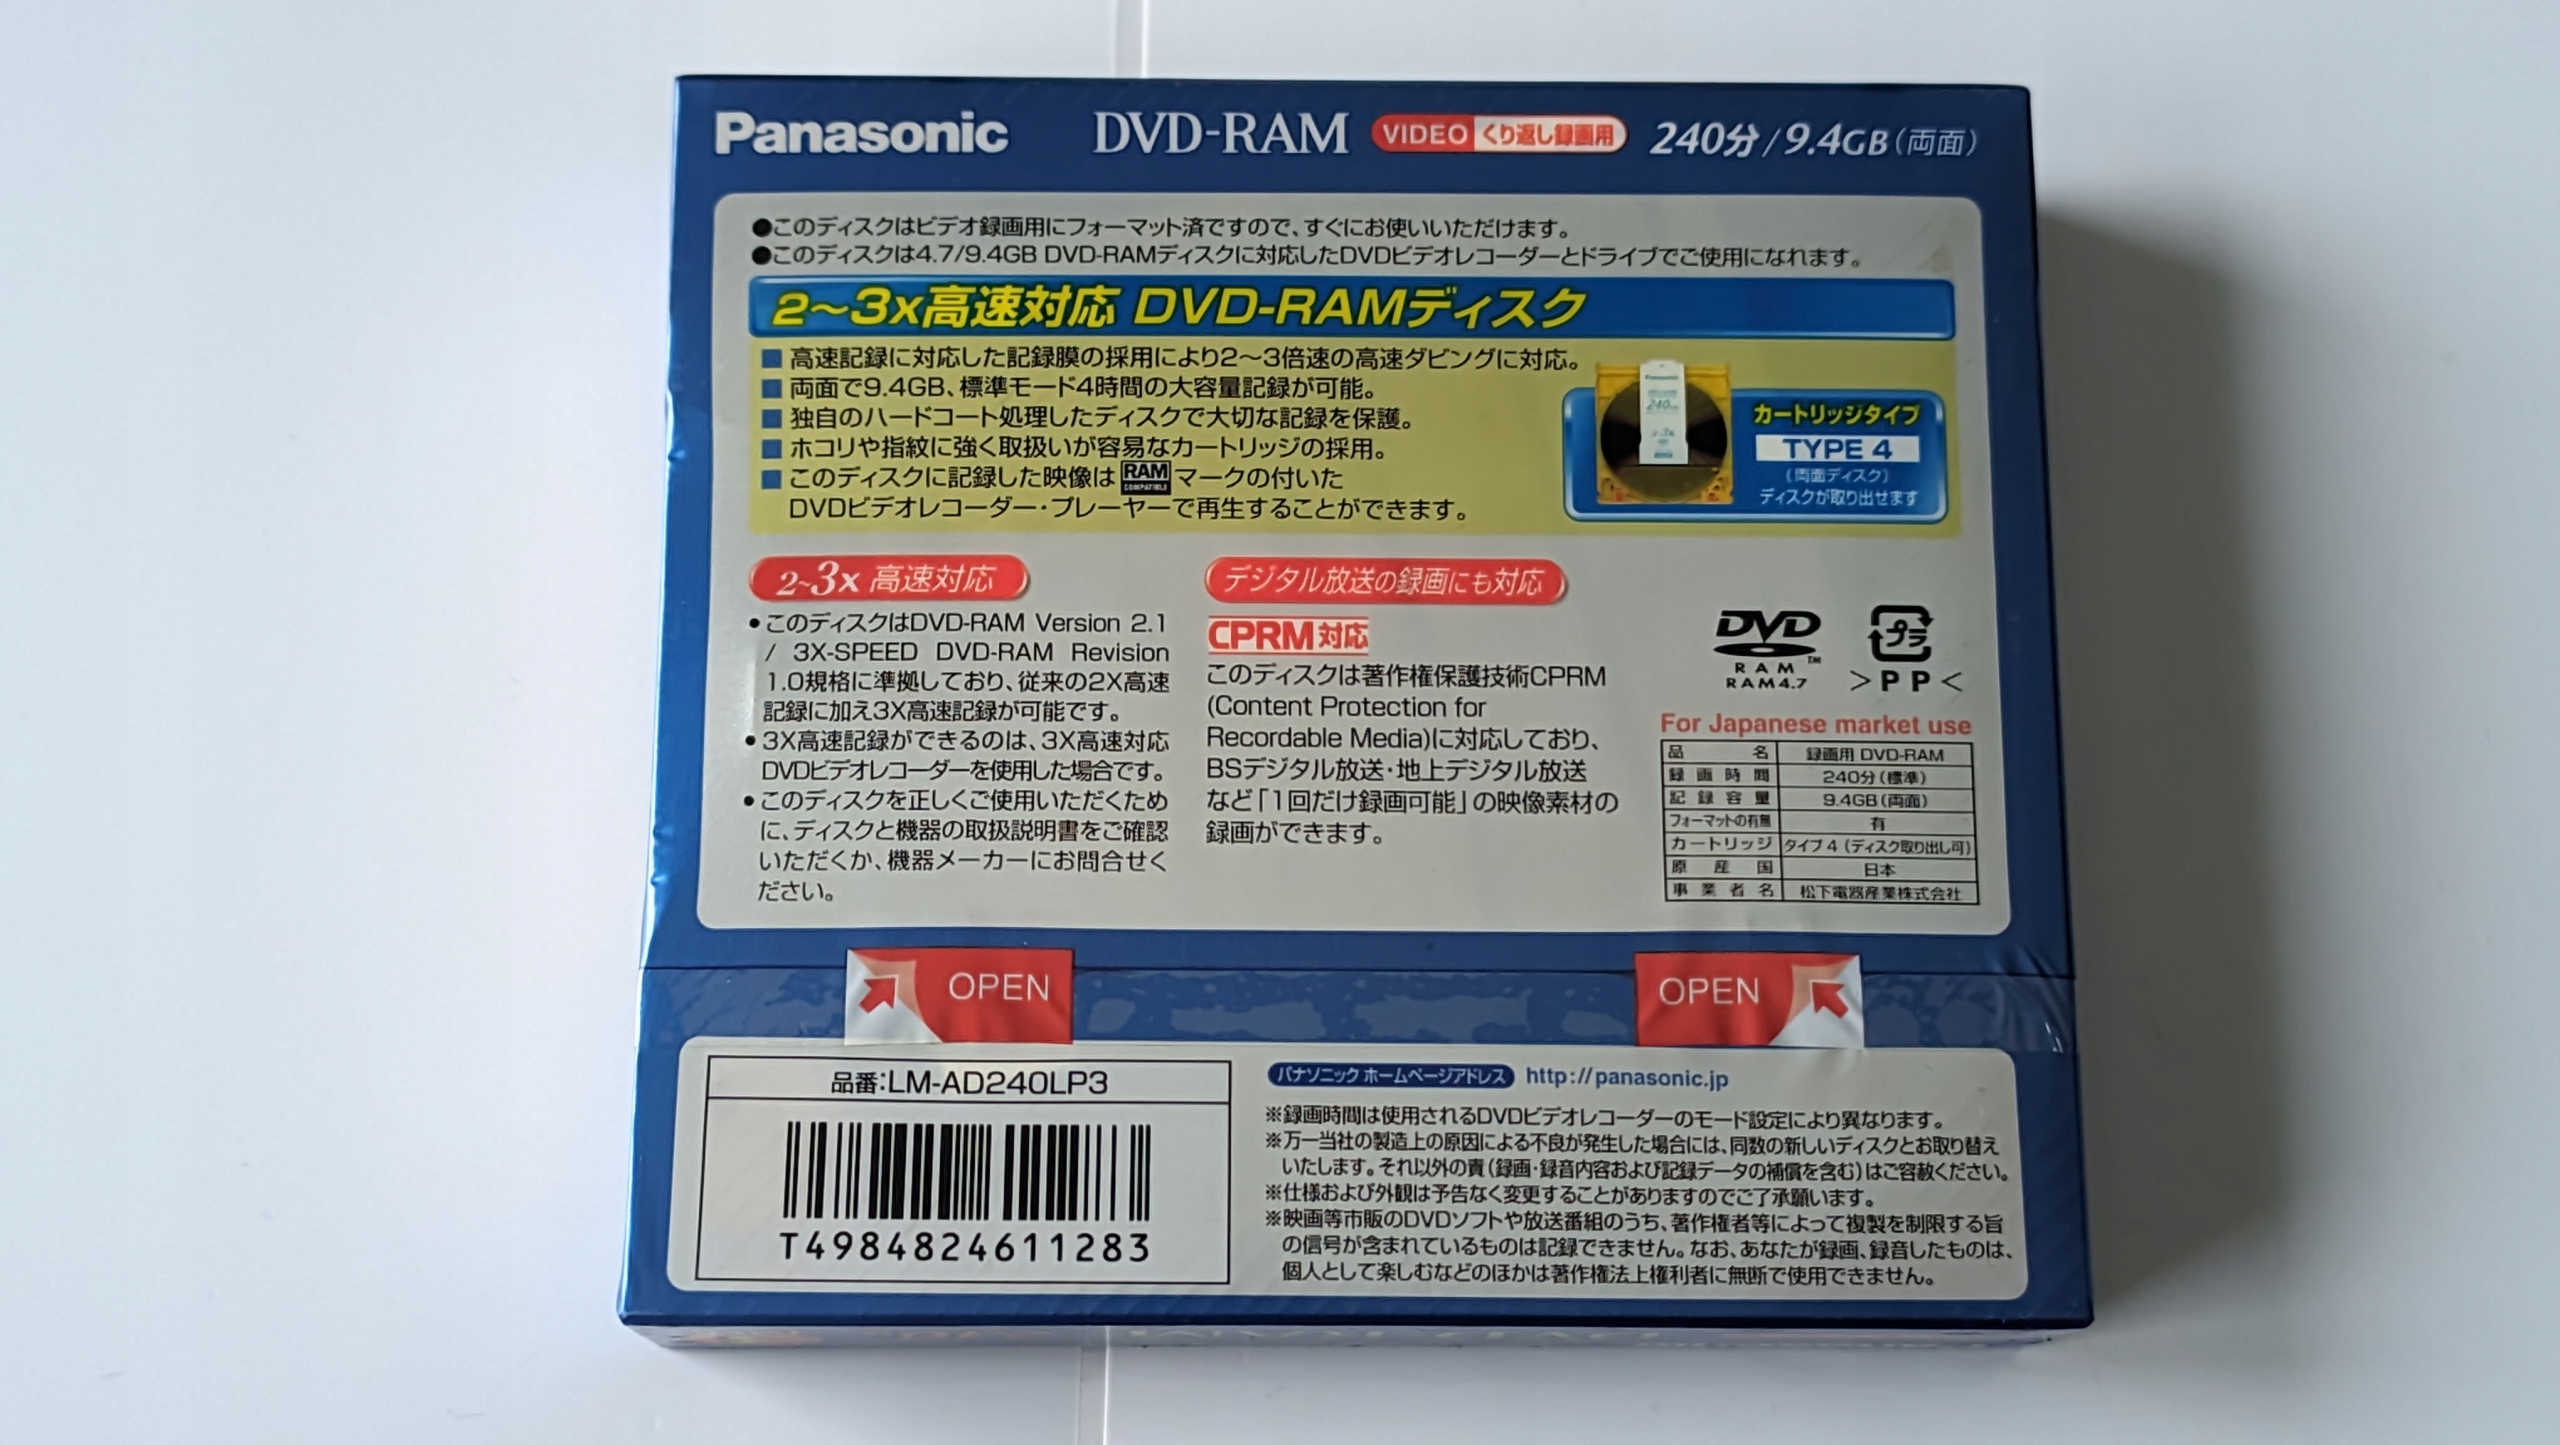 Panasonic DVD-RAM VIDEO くり返し録画用 240分/9.4GB(両面)
●このディスクはビデオ録画用にフォーマット済ですので、すぐにお使いいただけます。
●このディスクは4.7/9.4GB DVD-RAMディスクに対応したDVDビデオレコーダーとドライブでご使用になれます。
2～3x高速対応 DVD-RAMディスク
■ 高速記録に対応した記録膜の採用により2～3倍速の高速ダビングに対応。
■ 両面で9.4GB、標準モード4時間の大容量記録が可能。
■ 独自のハードコート処理したディスクで大切な記録を保護。
■ ホコリや指紋に強く取扱いが容易なカートリッジの採用。
■ このディスクに記録した映像は RAM COMPATIBLE マークの付いた
DVDビデオレコーダー・プレーヤーで再生することができます。
Panasonic
240
カートリッジタイプ
TYPE 4
(両面ディスク)
ディスクが取り出せます
2~3x 高速対応
•このディスクはDVD-RAM Version 2.1
/ 3X-SPEED DVD-RAM Revision
1.0規格に準拠しており、従来の2X高速
記録に加え3X高速記録が可能です。
•3X高速記録ができるのは、3X高速対応
DVDビデオレコーダーを使用した場合です。
•このディスクを正しくご使用いただくため
に、ディスクと機器の取扱説明書をご確認
いただくか、機器メーカーにお問合せく
ださい。
デジタル放送の録画にも対応
CPRM対応
このディスクは著作権保護技術CPRM
(Content Protection for
Recordable Media)に対応しており、
BSデジタル放送・地上デジタル放送
など「1回だけ録画可能」の映像素材の
録画ができます。
DVD
RAM TM
RAM4.7
プラ
>PP<
For Japanese market use
品名 録画用 DVD-RAM
録画時間 240分(標準)
記録容量 9.4GB(両面)
フォーマットの有無 有
カートリッジ タイプ4(ディスク取り出し可)
原産国 日本
事業者名 松下電器産業株式会社
OPEN OPEN
品番:LM-AD240LP3
T4984824611283
パナソニック ホームページアドレス http://panasonic.jp
※録画時間は使用されるDVDビデオレコーダーのモード設定により異なります。
※万一当社の製造上の原因による不良が発生した場合には、同数の新しいディスクとお取り替え
いたします。それ以外の責(録画・録音内容および記録データの補償を含む)はご容赦ください。
※仕様および外観は予告なく変更することがありますのでご了承願います。
※映画等市販のDVDソフトや放送番組のうち、著作権者等によって複製を制限する旨
の信号が含まれているものは記録できません。なお、あなたが録画、録音したものは、
個人として楽しむなどのほかは著作権法上権利者に無断で使用できません。